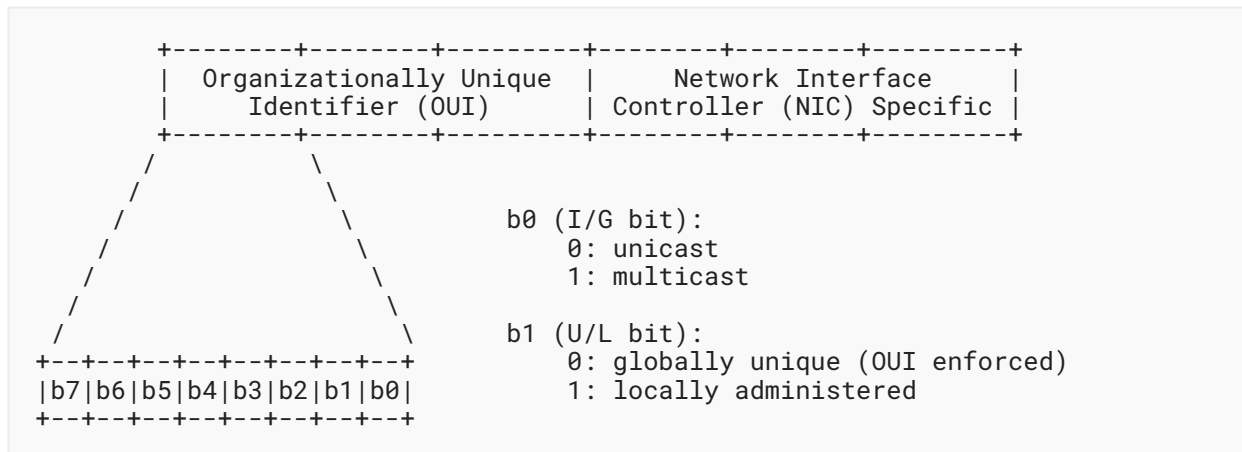 +--------+--------+---------+--------+--------+---------+
|  Organizationally Unique  |     Network Interface     |
|     Identifier (OUI)      | Controller (NIC) Specific |
+--------+--------+---------+--------+--------+---------+
/          \
/            \
/              \          b0 (I/G bit):
/                \             0: unicast
/                  \            1: multicast
/                    \
/                      \      b1 (U/L bit):
+--+--+--+--+--+--+--+--+        0: globally unique (OUI enforced)
|b7|b6|b5|b4|b3|b2|b1|b0|        1: locally administered
+--+--+--+--+--+--+--+--+